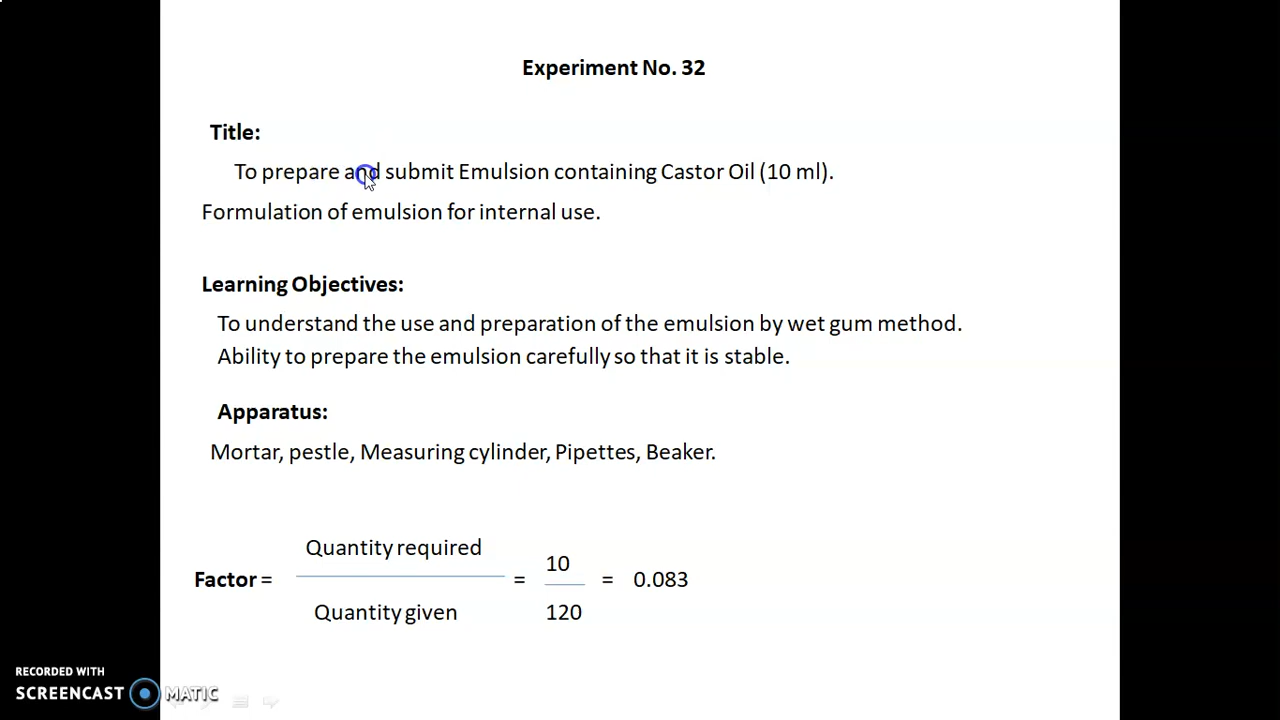 Experiment No. 32
Title:
To prepare and submit Emulsion containing Castor Oil (10 ml).
Formulation of emulsion for internal use.
Learning Objectives:
To understand the use and preparation of the emulsion by wet gum method.
Ability to prepare the emulsion carefully so that it is stable.
Apparatus:
Mortar, pestle, Measuring cylinder, Pipettes, Beaker.
Quantity required
10
Factor = = = 0.083
Quantity given
120
RECORDED WITH
SCREENCAST MATIC